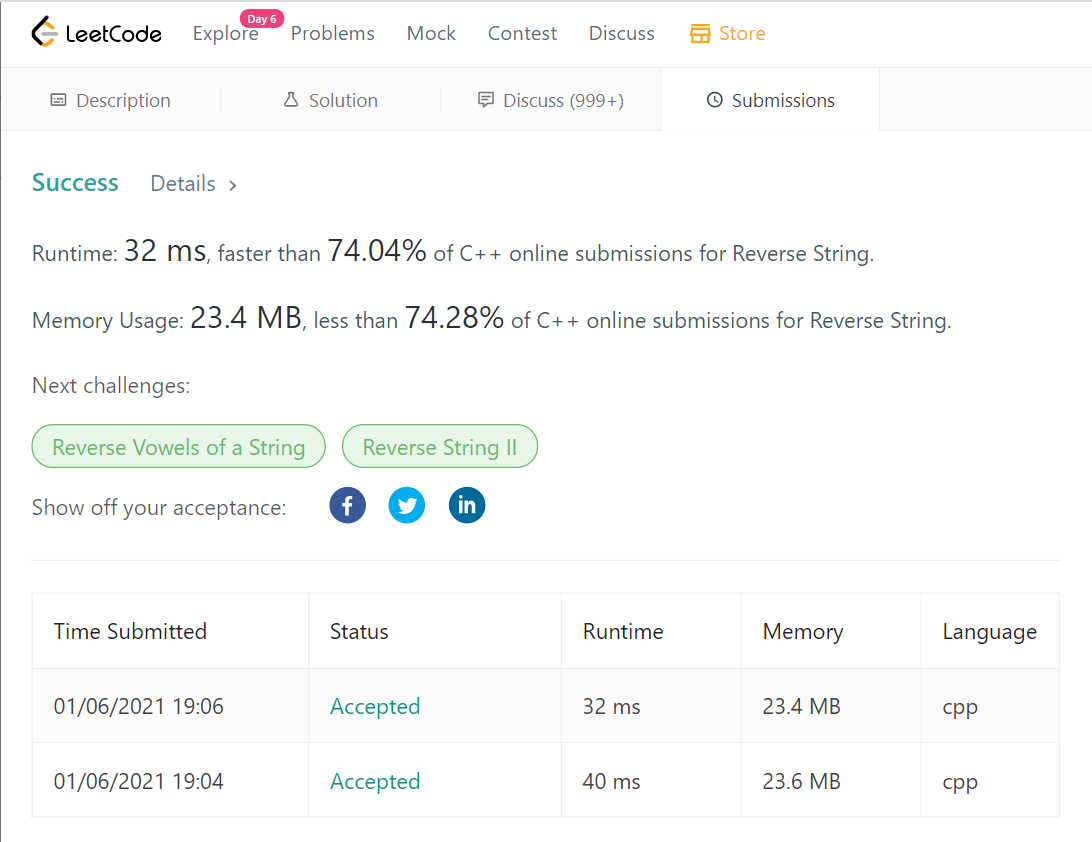 LeetCode Explore Day 6 Problems Mock Contest Discuss Store
Description Solution Discuss (999+) Submissions
Success Details >
Runtime: 32 ms, faster than 74.04% of C++ online submissions for Reverse String.
Memory Usage: 23.4 MB, less than 74.28% of C++ online submissions for Reverse String.
Next challenges:
Reverse Vowels of a String Reverse String II
Show off your acceptance: f in
Time Submitted Status Runtime Memory Language
01/06/2021 19:06 Accepted 32 ms 23.4 MB cpp
01/06/2021 19:04 Accepted 40 ms 23.6 MB cpp